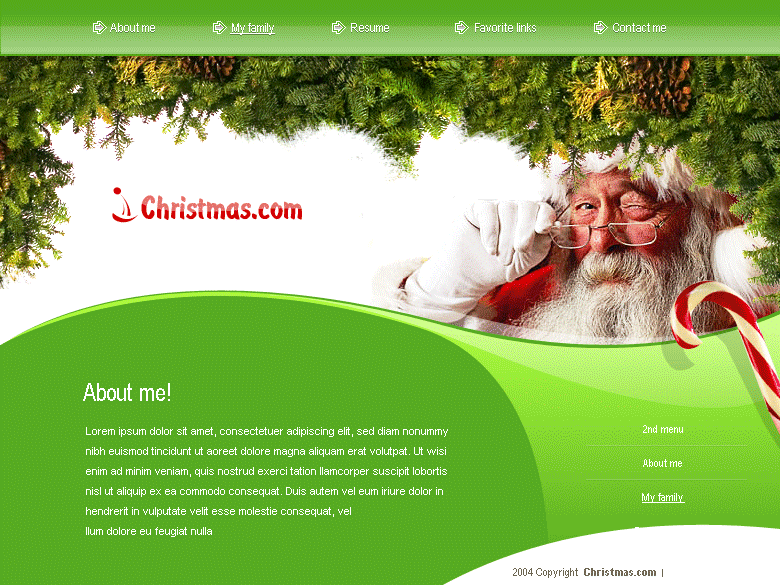 About me
My family
Resume
Favorite links
Contact me
Christmas.com
About me!
Lorem ipsum dolor sit amet, consectetuer adipiscing elit, sed diam nonummy
nibh euismod tincidunt ut aoreet dolore magna aliquam erat volutpat. Ut wisi
enim ad minim veniam, quis nostrud exerci tation llamcorper suscipit lobortis
nisl ut aliquip ex ea commodo consequat. Duis autem vel eum iriure dolor in
hendrerit in vulputate velit esse molestie consequat, vel
llum dolore eu feugiat nulla
2nd menu
About me
My family
2004 Copyright Christmas.com |